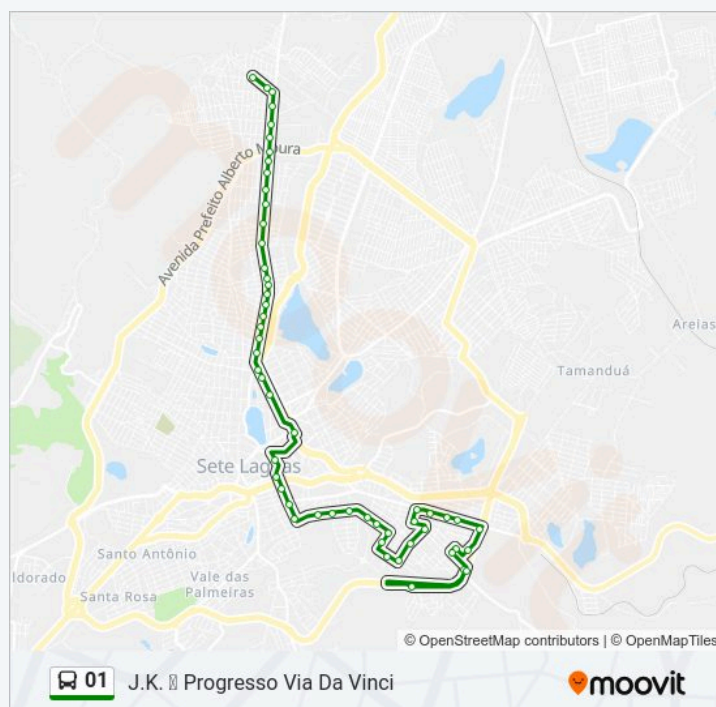 Avenida Prefeito Alberto Moura
Areias
Tamanduá
Sete Lagoas
Santo Antônio
ldorado
Vale das
Palmeiras
Santa Rosa
© OpenStreetMap contributors | © OpenMapTiles
01 J.K. Progresso Via Da Vinci
moovit